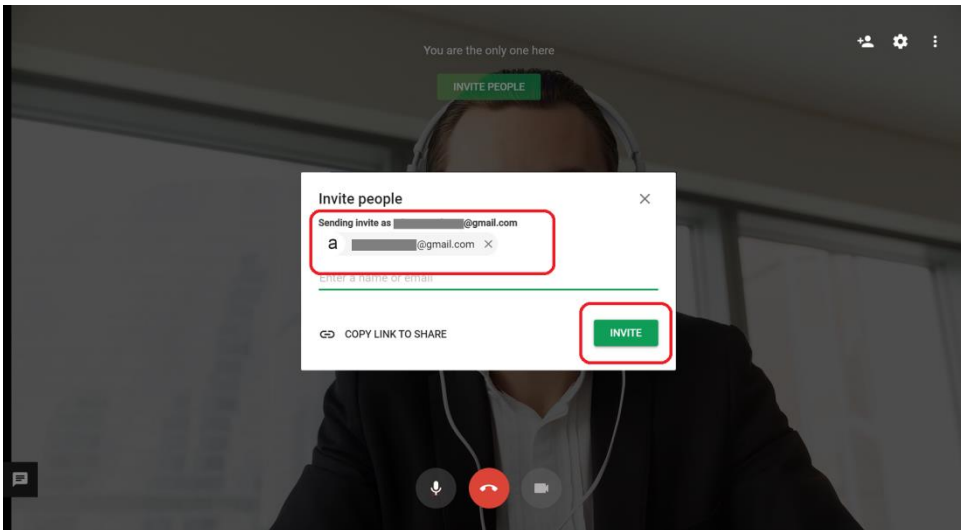 You are the only one here
INVITE PEOPLE
Invite people
Sending invite as @gmail.com
a @gmail.com
Enter a name or email
COPY LINK TO SHARE
INVITE